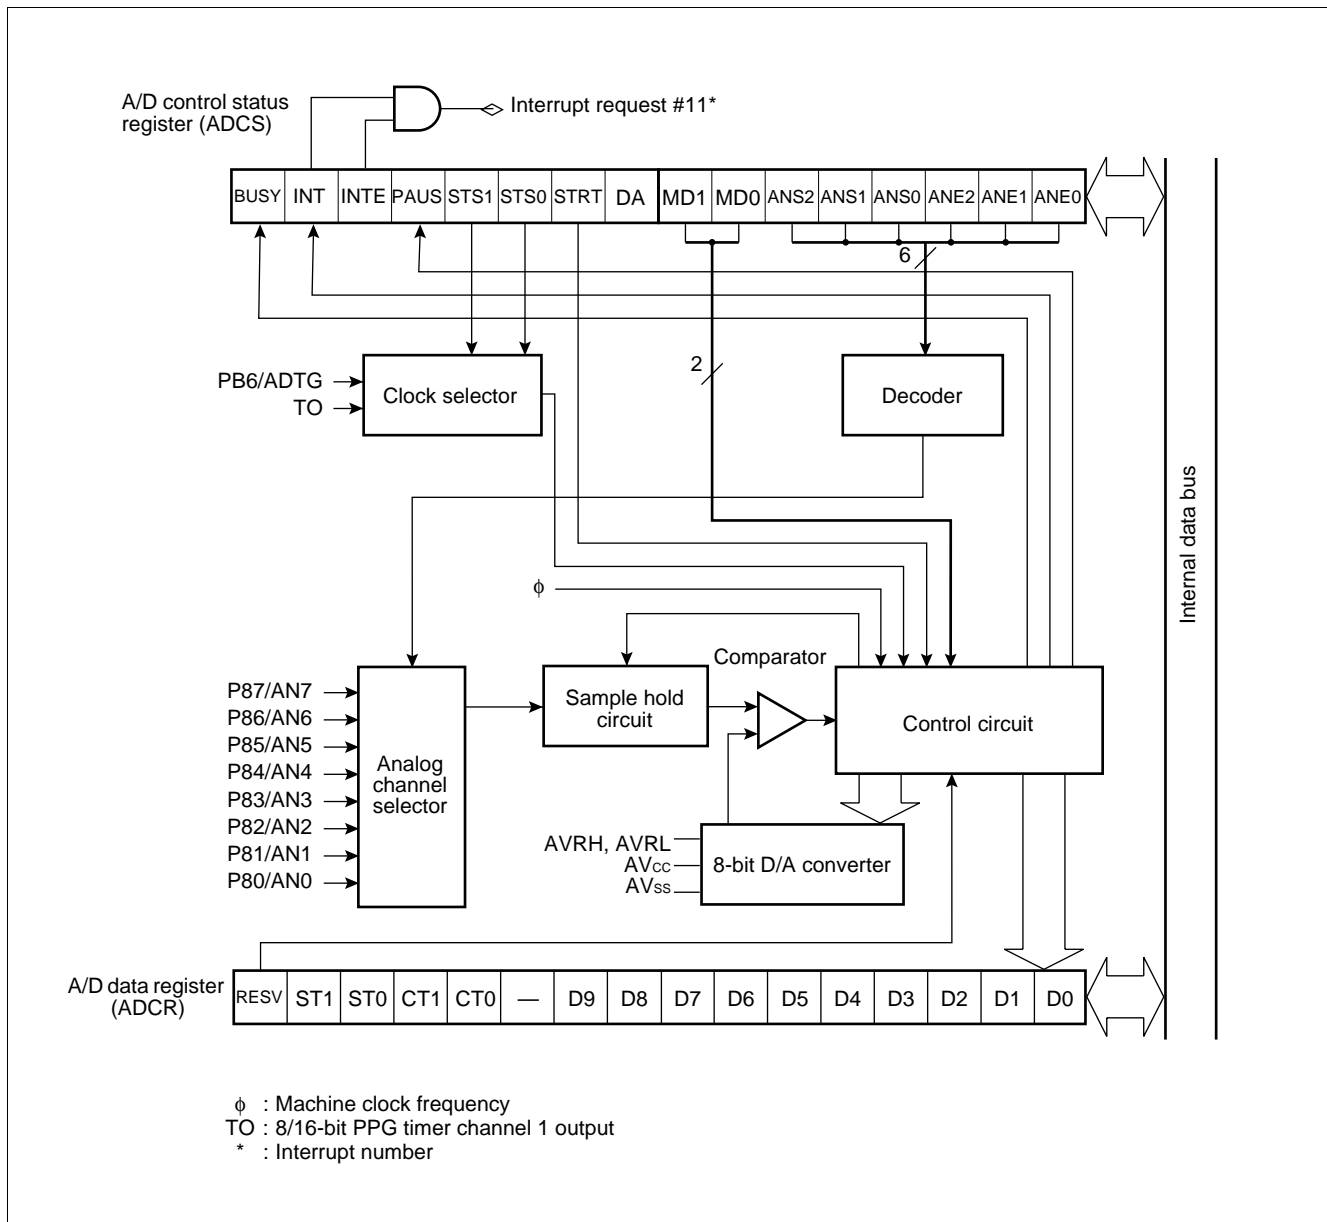 A/D control status
register (ADCS)
Interrupt request #11*
BUSY INT INTE PAUS STS1 STS0 STRT DA MD1 MD0 ANS2 ANS1 ANS0 ANE2 ANE1 ANE0
6
2
PB6/ADTG
TO
Clock selector
Decoder
Internal data bus
ϕ
Comparator
P87/AN7
P86/AN6
P85/AN5
P84/AN4
P83/AN3
P82/AN2
P81/AN1
P80/AN0
Analog
channel
selector
Sample hold
circuit
Control circuit
AVRH, AVRL
AVCC
AVSS
8-bit D/A converter
A/D data register
(ADCR)
RESV ST1 ST0 CT1 CT0 — D9 D8 D7 D6 D5 D4 D3 D2 D1 D0
ϕ : Machine clock frequency
TO : 8/16-bit PPG timer channel 1 output
* : Interrupt number